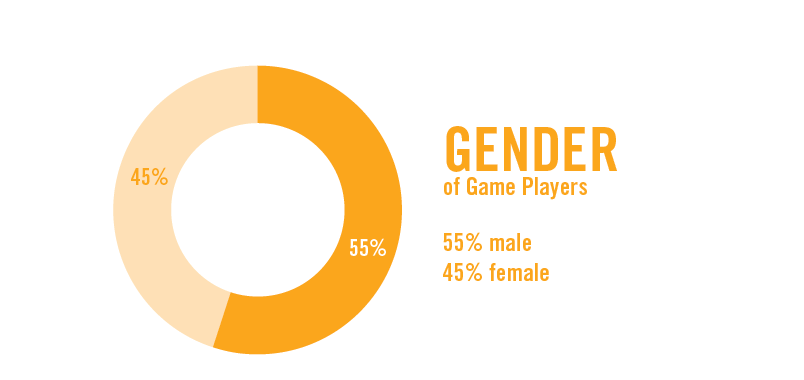 45%
55%
GENDER
of Game Players
55% male
45% female